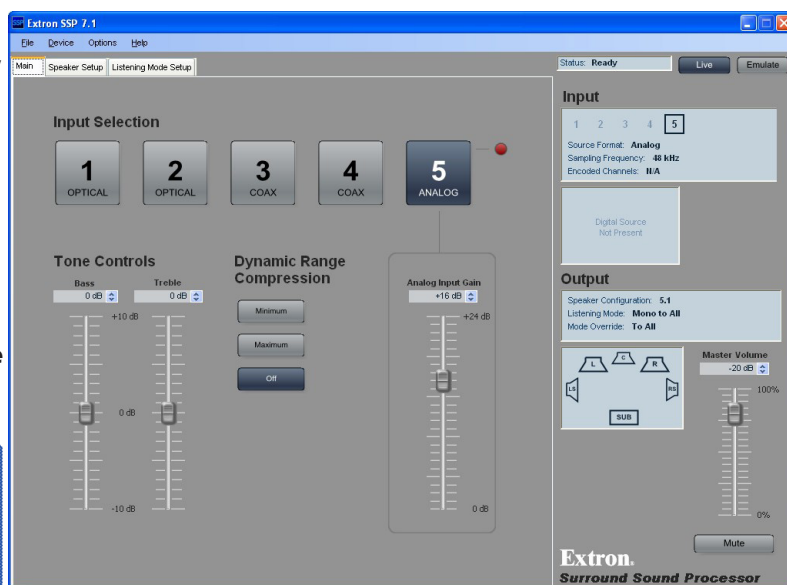 Extron SSP 7.1
File Device Options Help
Main Speaker Setup Listening Mode Setup
Input Selection
1 OPTICAL
2 OPTICAL
3 COAX
4 COAX
5 ANALOG
Tone Controls
Bass Treble
0 dB 0 dB
+10 dB
0 dB
-10 dB
Dynamic Range
Compression
Minimum
Maximum
Off
Analog Input Gain
+16 dB
+24 dB
0 dB
Status: Ready Live Emulate
Input
1 2 3 4 5
Source Format: Analog
Sampling Frequency: 48 kHz
Encoded Channels: N/A
Digital Source
Not Present
Output
Speaker Configuration: 5.1
Listening Mode: Mono to All
Mode Override: To All
L C R
LS RS
SUB
Master Volume
-20 dB
100%
0%
Mute
Extron.
Surround Sound Processor